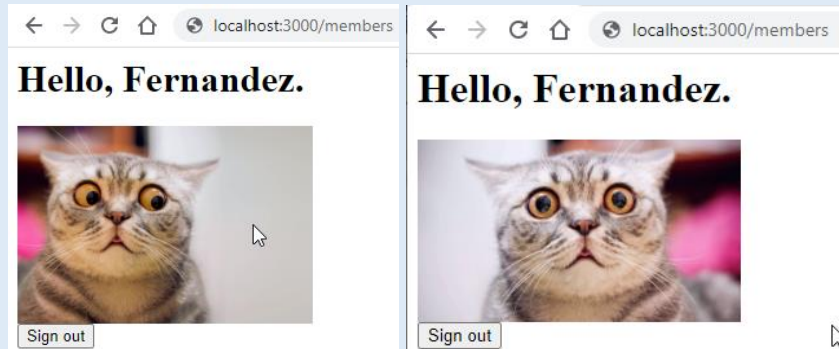 localhost:3000/members
Hello, Fernandez.
Sign out
localhost:3000/members
Hello, Fernandez.
Sign out